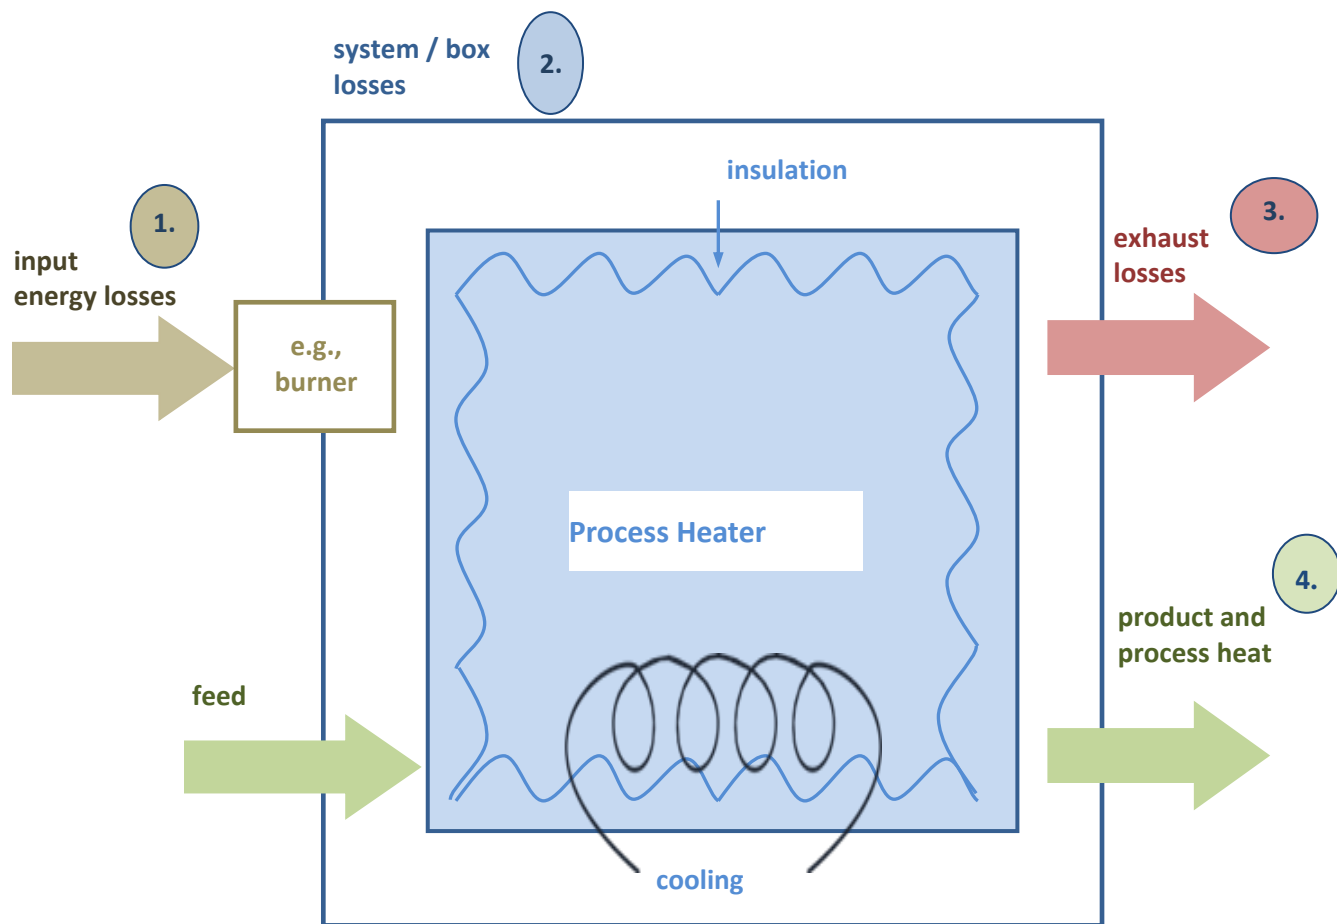 system / box
losses
2.
insulation
1.
input
energy losses
e.g.,
burner
3.
exhaust
losses
Process Heater
4.
product and
process heat
feed
cooling